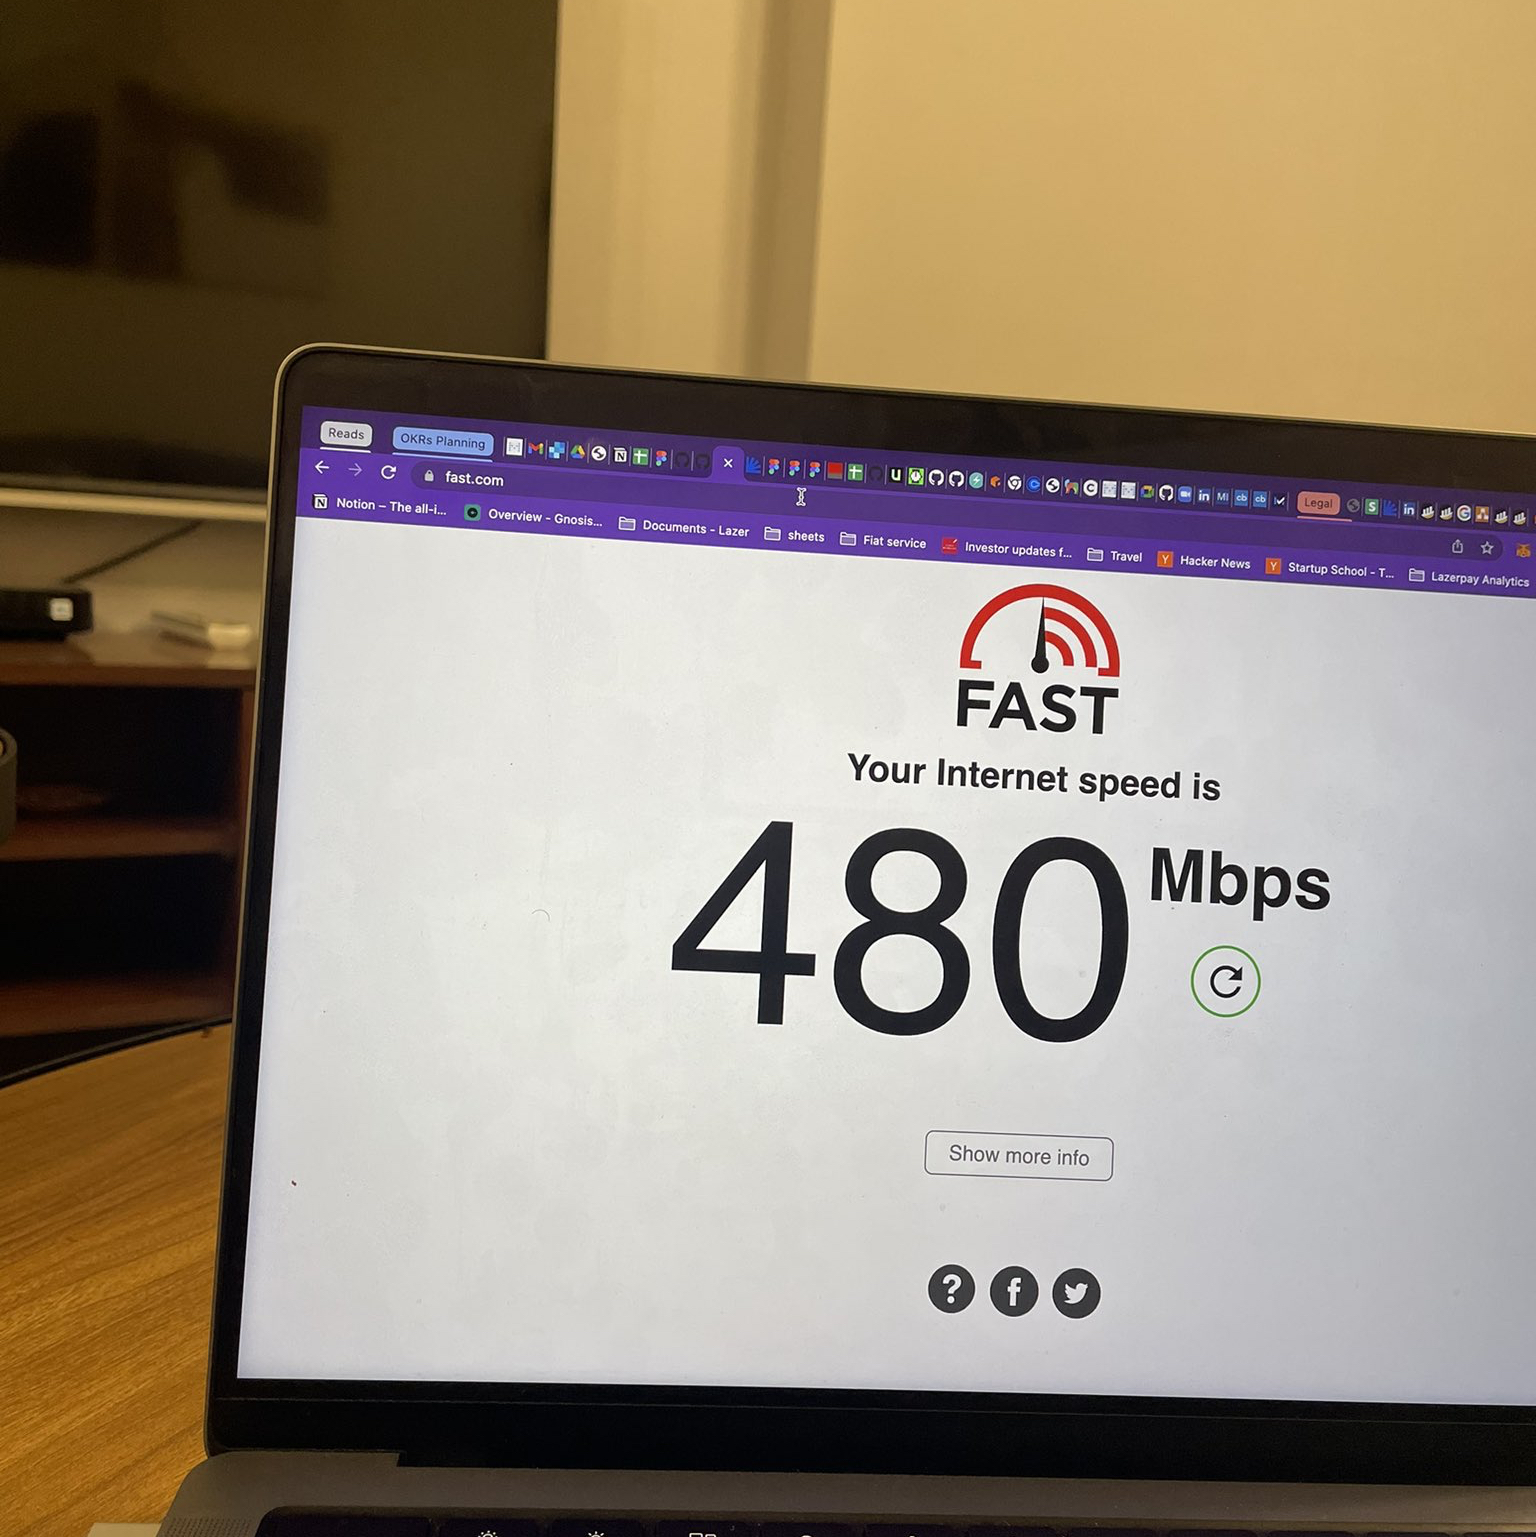 Reads
OKRs Planning
Legal
fast.com
Notion – The all-i...
Overview - Gnosis...
Documents - Lazer
sheets
Fiat service
Investor updates f...
Travel
Hacker News
Startup School - T...
Lazerpay Analytics
FAST
Your Internet speed is
480 Mbps
Show more info